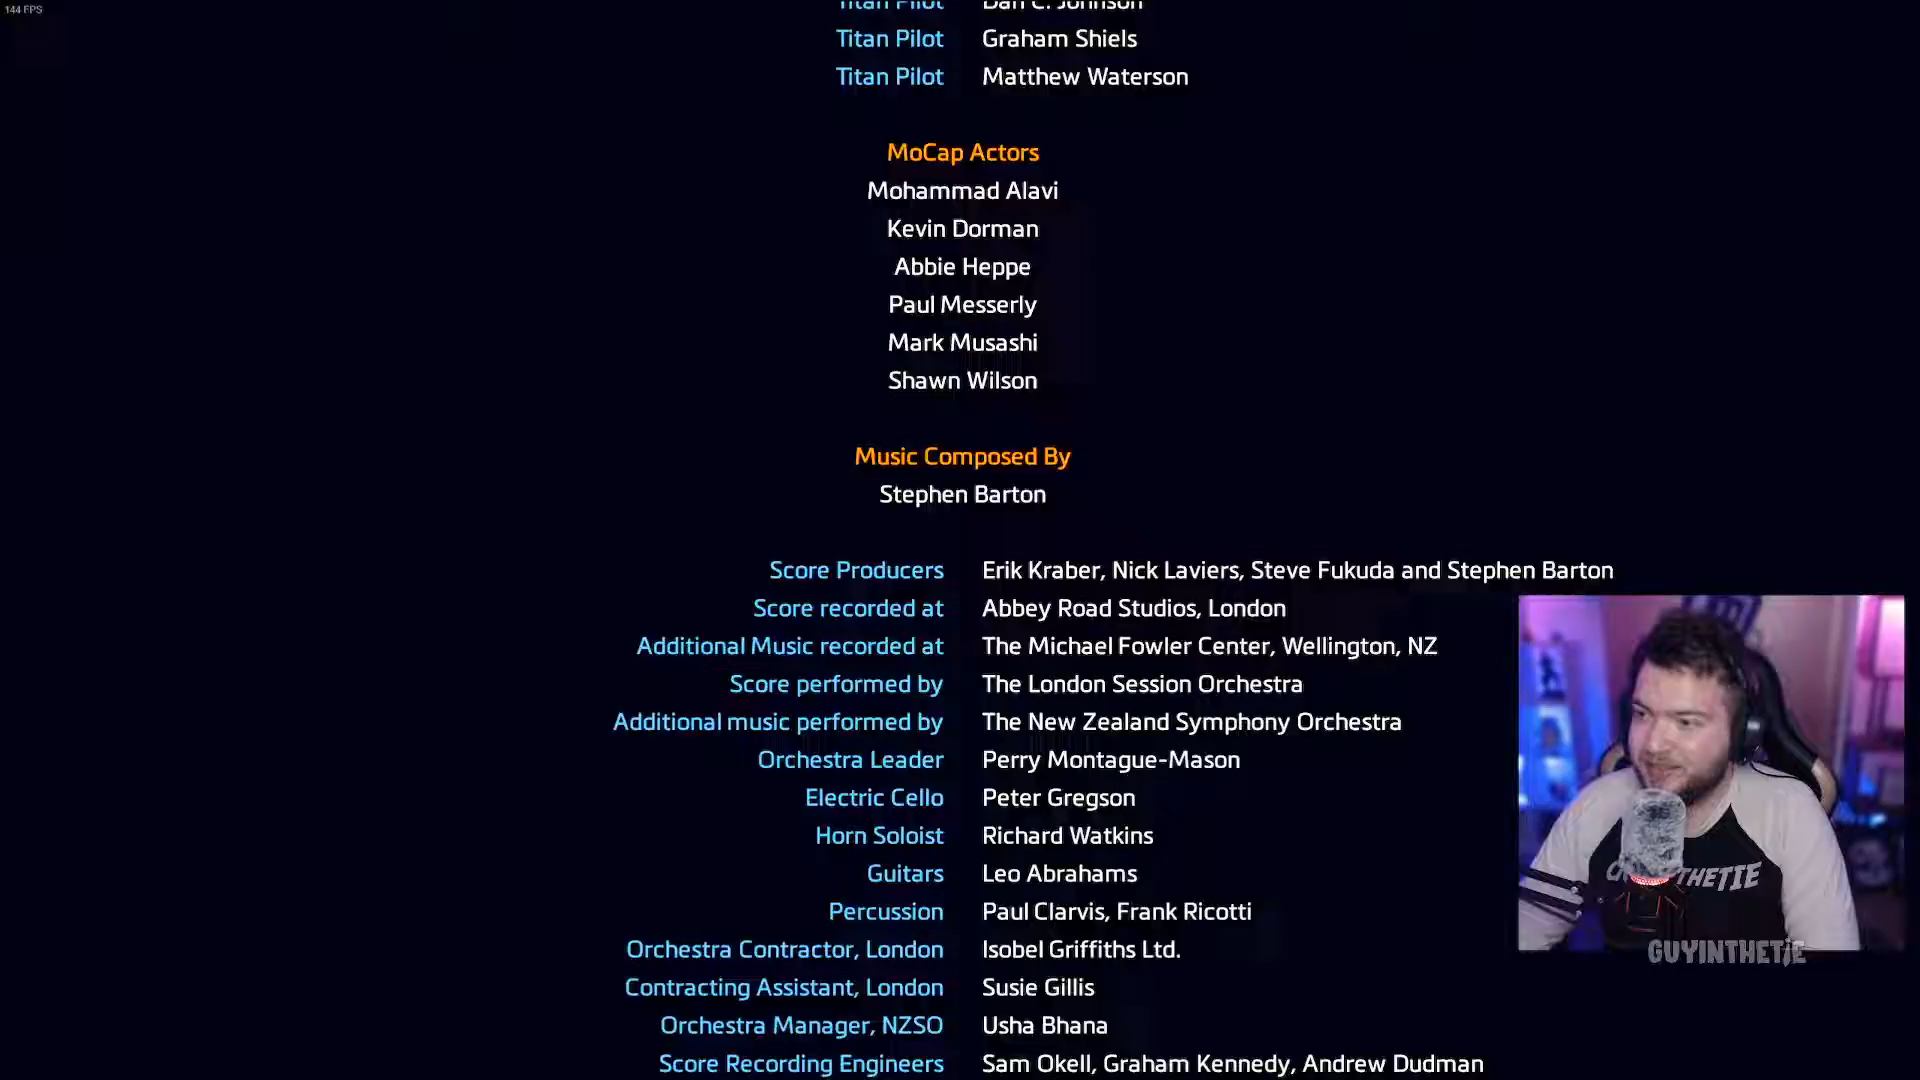 144 FPS
Titan Pilot Dan C. Johnson
Titan Pilot Graham Shiels
Titan Pilot Matthew Waterson
MoCap Actors
Mohammad Alavi
Kevin Dorman
Abbie Heppe
Paul Messerly
Mark Musashi
Shawn Wilson
Music Composed By
Stephen Barton
Score Producers Erik Kraber, Nick Laviers, Steve Fukuda and Stephen Barton
Score recorded at Abbey Road Studios, London
Additional Music recorded at The Michael Fowler Center, Wellington, NZ
Score performed by The London Session Orchestra
Additional music performed by The New Zealand Symphony Orchestra
Orchestra Leader Perry Montague-Mason
Electric Cello Peter Gregson
Horn Soloist Richard Watkins
Guitars Leo Abrahams
THETIE
Percussion Paul Clarvis, Frank Ricotti
Orchestra Contractor, London Isobel Griffiths Ltd.
GUYINTHETIE
Contracting Assistant, London Susie Gillis
Orchestra Manager, NZSO Usha Bhana
Score Recording Engineers Sam Okell, Graham Kennedy, Andrew Dudman